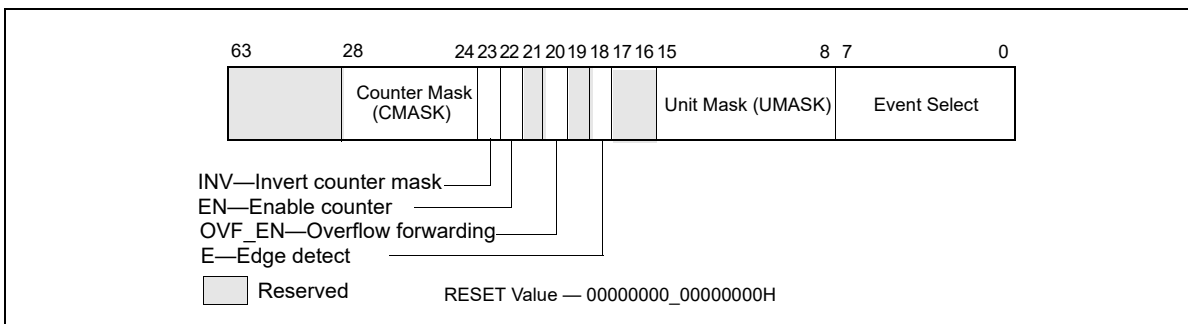 63 28 24 23 22 21 20 19 18 17 16 15 8 7 0
Counter Mask
(CMASK)
Unit Mask (UMASK)
Event Select
INV—Invert counter mask
EN—Enable counter
OVF_EN—Overflow forwarding
E—Edge detect
Reserved
RESET Value — 00000000_00000000H